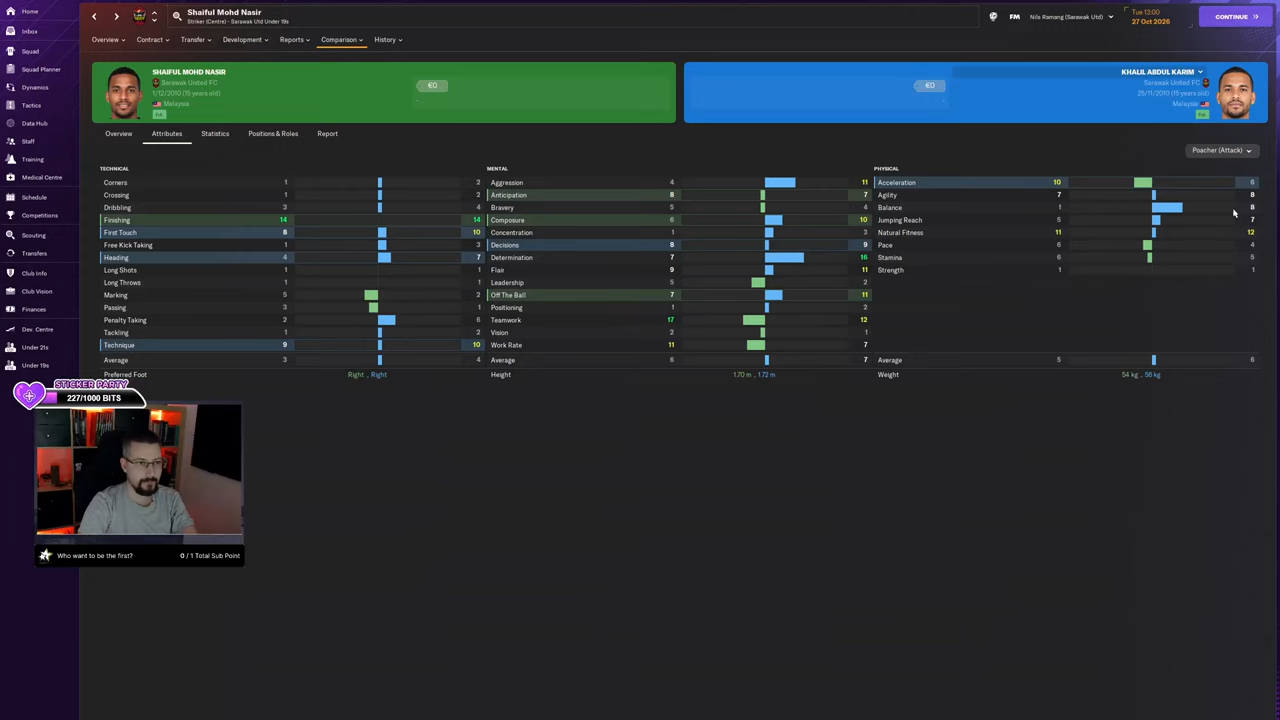 Home
Inbox
Squad
Squad Planner
Dynamics
Tactics
Data Hub
Staff
Training
Medical Centre
Schedule
Competitions
Scouting
Transfers
Club Info
Club Vision
Finances
Dev. Centre
Under 21s
Under 19s
Shaiful Mohd Nasir
Striker (Centre) - Sarawak Utd Under 19s
FM Nils Ramang (Sarawak Utd)
Tue 13:00
27 Oct 2026
CONTINUE
Overview Contract Transfer Development Reports Comparison History
SHAIFUL MOHD NASIR
Sarawak United FC
1/12/2010 (15 years old)
Malaysia
€0
-
KHALIL ABDUL KARIM
Sarawak United FC
25/11/2010 (15 years old)
Malaysia
€0
-
Overview Attributes Statistics Positions & Roles Report
Poacher (Attack)
TECHNICAL
Corners 1 2
Crossing 1 2
Dribbling 3 4
Finishing 14 14
First Touch 8 10
Free Kick Taking 1 3
Heading 4 7
Long Shots 1 1
Long Throws 1 1
Marking 5 2
Passing 3 1
Penalty Taking 2 6
Tackling 1 2
Technique 9 10
Average 3 4
Preferred Foot Right , Right
MENTAL
Aggression 4 11
Anticipation 8 7
Bravery 5 4
Composure 6 10
Concentration 1 3
Decisions 8 9
Determination 7 16
Flair 9 11
Leadership 5 2
Off The Ball 7 11
Positioning 1 2
Teamwork 17 12
Vision 2 1
Work Rate 11 7
Average 6 7
Height 1.70 m , 1.72 m
PHYSICAL
Acceleration 10 6
Agility 7 8
Balance 1 8
Jumping Reach 5 7
Natural Fitness 11 12
Pace 6 4
Stamina 6 5
Strength 1 1
Average 5 6
Weight 54 kg , 56 kg
STICKER PARTY
227/1000 BITS
Who want to be the first? 0 / 1 Total Sub Point